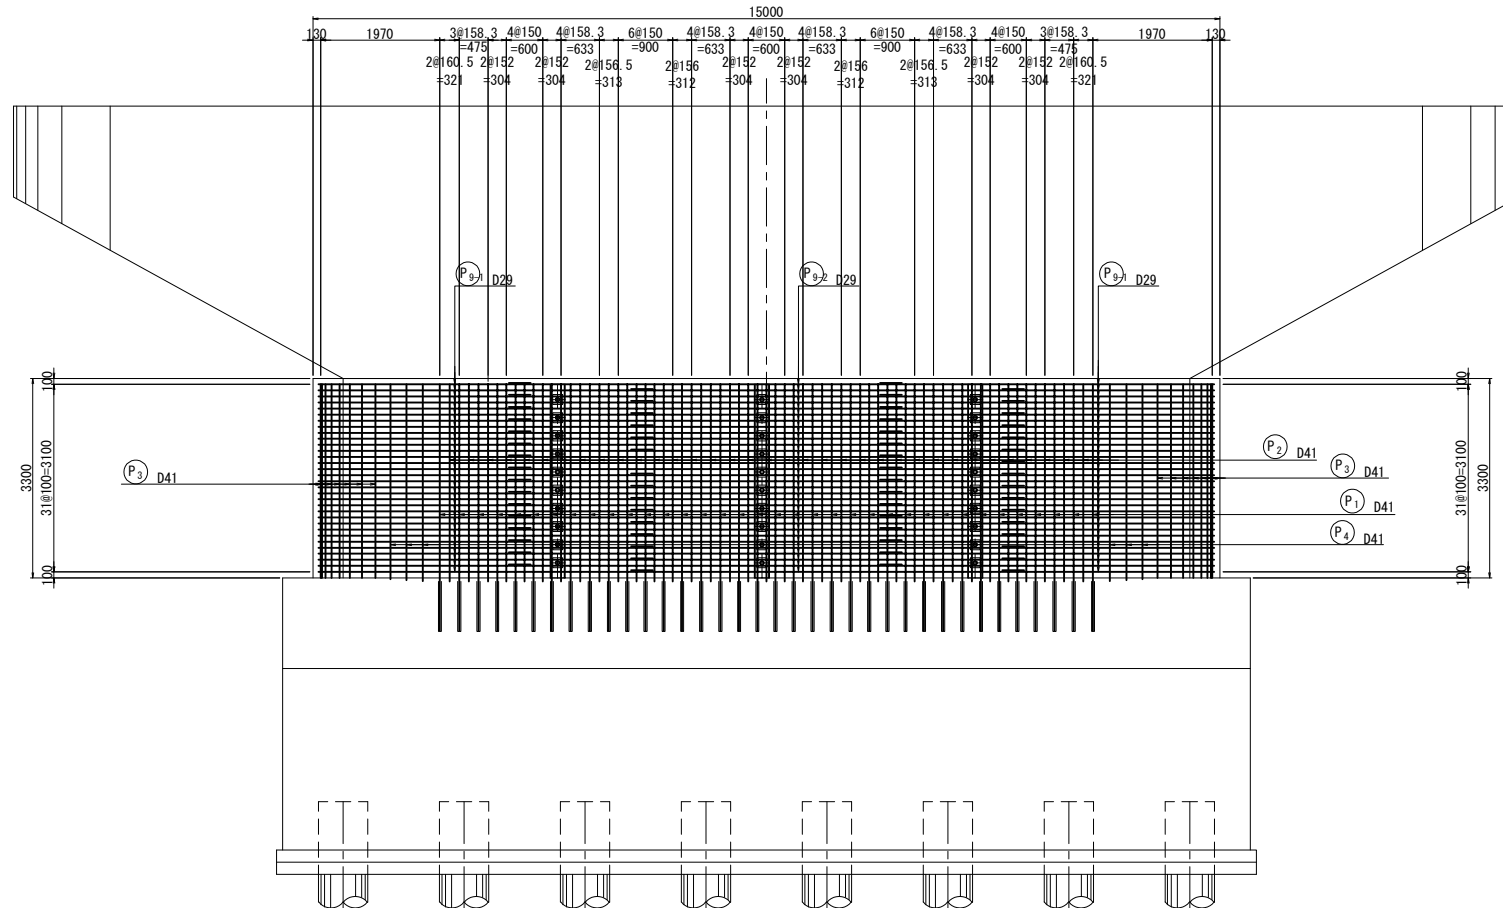 15000
130 1970 3@158.3 4@150 4@158.3 6@150 4@158.3 4@150 4@158.3 6@150 4@158.3 4@150 3@158.3 1970 130
=475 =600 =633 =900 =633 =600 =633 =900 =633 =600 =475
2@160.5 2@152 2@152 2@156.5 2@156 2@152 2@152 2@156 2@156.5 2@152 2@152 2@160.5
=321 =304 =304 =313 =312 =304 =304 =312 =313 =304 =304 =321
P9-1 D29
P9-2 D29
P9-1 D29
100
31@100=3100
3300
100
P3 D41
100
31@100=3100
3300
100
P2 D41
P3 D41
P1 D41
P4 D41